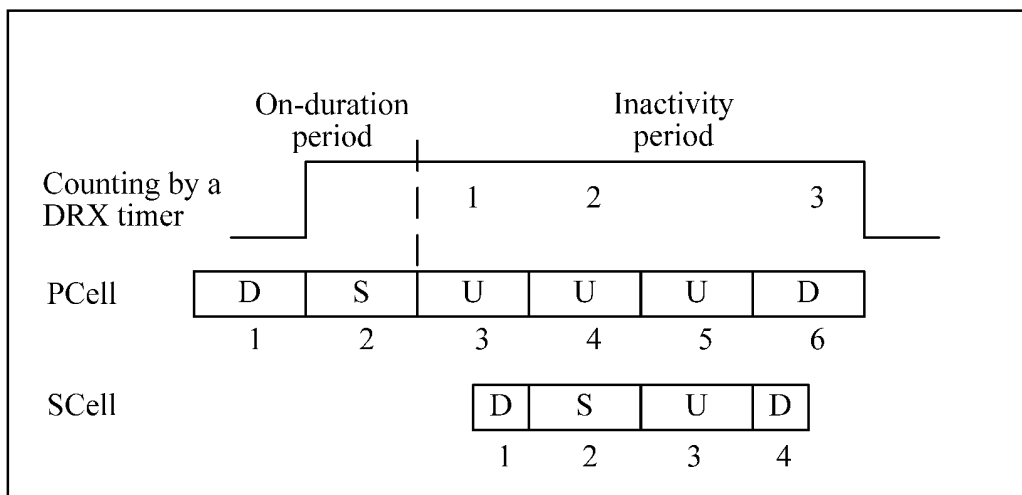 On-duration
period
Inactivity
period
Counting by a
DRX timer
1 2 3
PCell D S U U U D
1 2 3 4 5 6
SCell D S U D
1 2 3 4